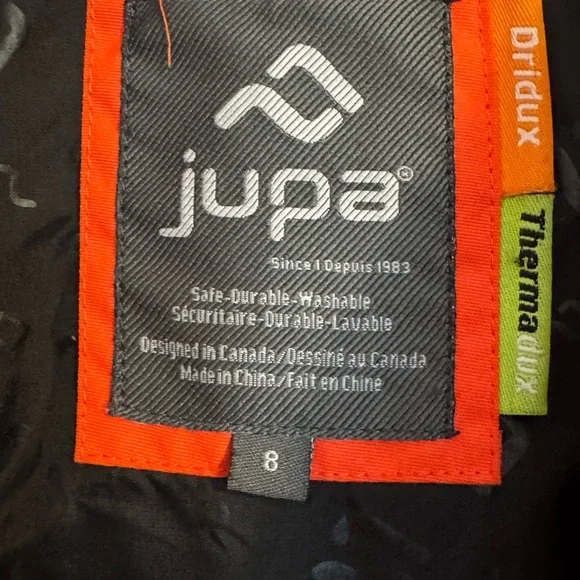 jupa®
Since | Depuis 1983
Safe-Durable-Washable
Sécuritaire-Durable-Lavable
Designed in Canada/Dessiné au Canada
Made in China/Fait en Chine
8
Dridux
Thermadux